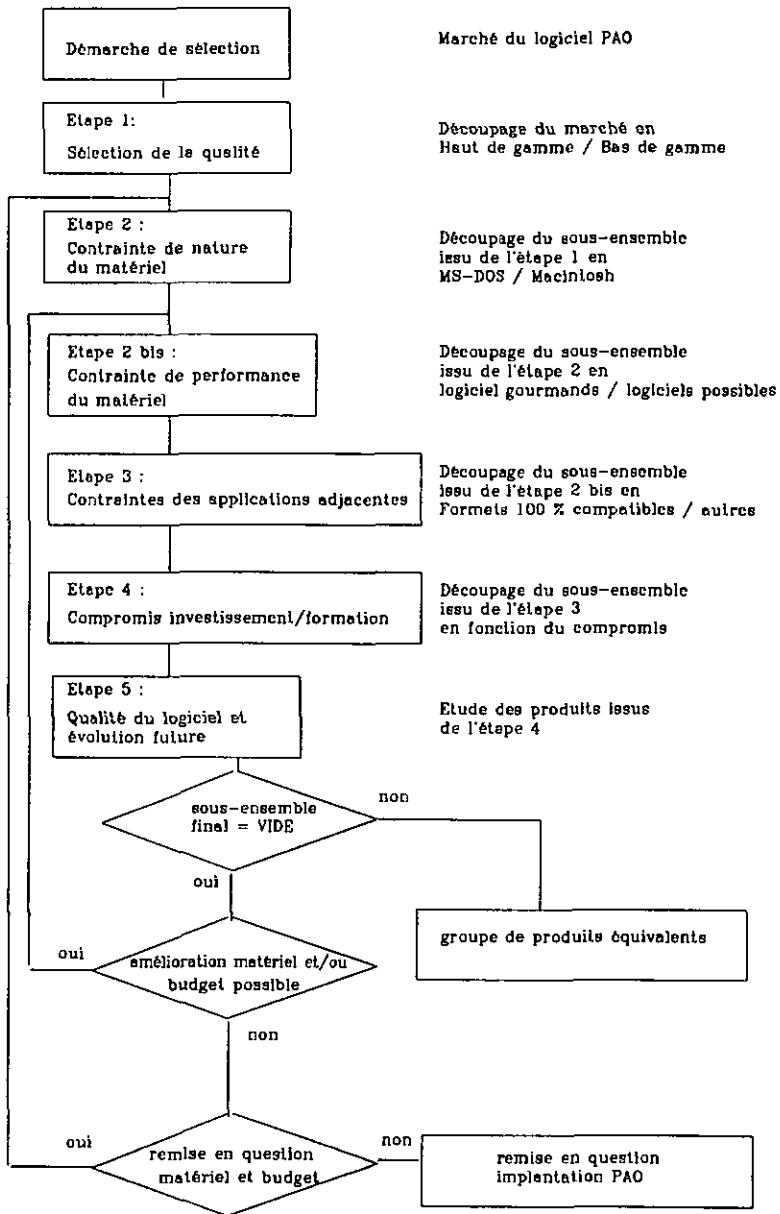 Démarche de sélection
Marché du logiciel PAO
Etape 1:
Sélection de la qualité
Découpage du marché en
Haut de gamme / Bas de gamme
Etape 2 :
Contrainte de nature
du matériel
Découpage du sous-ensemble
issu de l'étape 1 en
MS-DOS / Macintosh
Etape 2 bis :
Contrainte de performance
du matériel
Découpage du sous-ensemble
issu de l'étape 2 en
logiciel gourmands / logiciels possibles
Etape 3 :
Contraintes des applications adjacentes
Découpage du sous-ensemble
issu de l'étape 2 bis en
Formats 100 % compatibles / autres
Etape 4 :
Compromis investissement/formation
Découpage du sous-ensemble
issu de l'étape 3
en fonction du compromis
Etape 5 :
Qualité du logiciel et
évolution future
Etude des produits issus
de l'étape 4
sous-ensemble
final = VIDE
non
oui
groupe de produits équivalents
oui
amélioration matériel et/ou
budget possible
non
oui
remise en question
matériel et budget
non
remise en question
implantation PAO